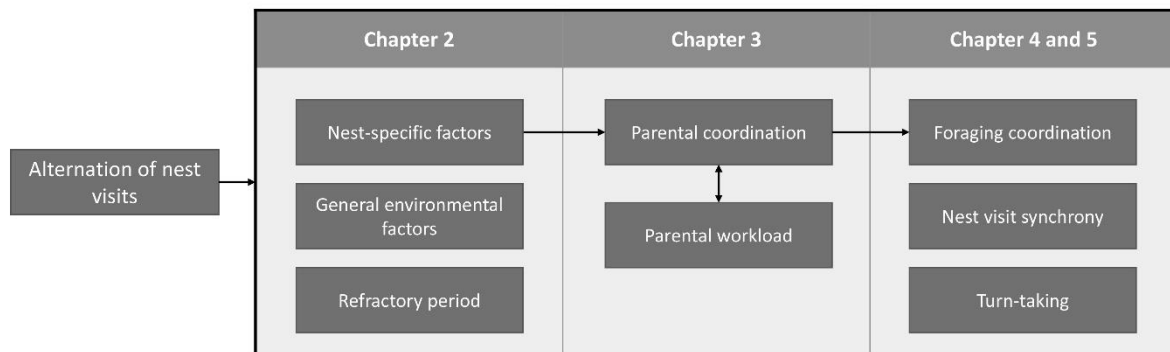 Chapter 2
Chapter 3
Chapter 4 and 5
Alternation of nest
visits
Nest-specific factors
General environmental
factors
Refractory period
Parental coordination
Parental workload
Foraging coordination
Nest visit synchrony
Turn-taking